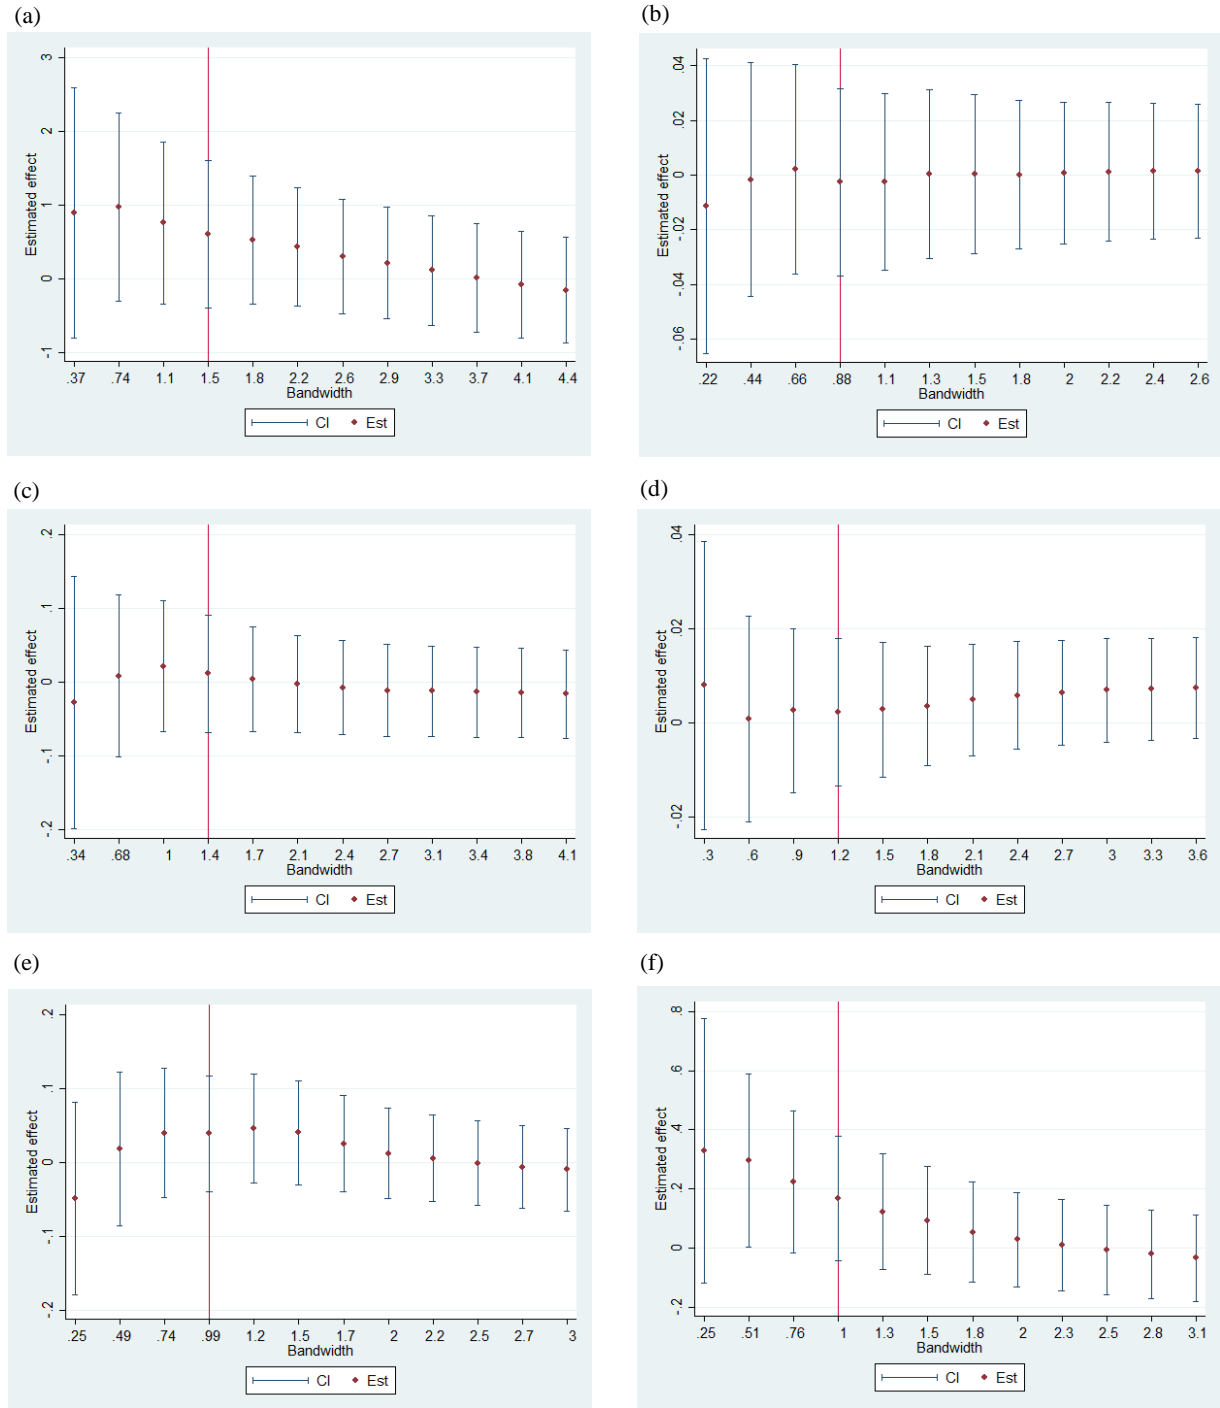 (a)
Estimated effect
3
2
1
0
-1
.37 .74 1.1 1.5 1.8 2.2 2.6 2.9 3.3 3.7 4.1 4.4
Bandwidth
CI Est
(b)
Estimated effect
.04
.02
0
-.02
-.04
-.06
.22 .44 .66 .88 1.1 1.3 1.5 1.8 2 2.2 2.4 2.6
Bandwidth
CI Est
(c)
Estimated effect
.2
.1
0
-.1
-.2
.34 .68 1 1.4 1.7 2.1 2.4 2.7 3.1 3.4 3.8 4.1
Bandwidth
CI Est
(d)
Estimated effect
.04
.02
0
-.02
.3 .6 .9 1.2 1.5 1.8 2.1 2.4 2.7 3 3.3 3.6
Bandwidth
CI Est
(e)
Estimated effect
.2
.1
0
-.1
-.2
.25 .49 .74 .99 1.2 1.5 1.7 2 2.2 2.5 2.7 3
Bandwidth
CI Est
(f)
Estimated effect
.8
.6
.4
.2
0
-.2
.25 .51 .76 1 1.3 1.5 1.8 2 2.3 2.5 2.8 3.1
Bandwidth
CI Est